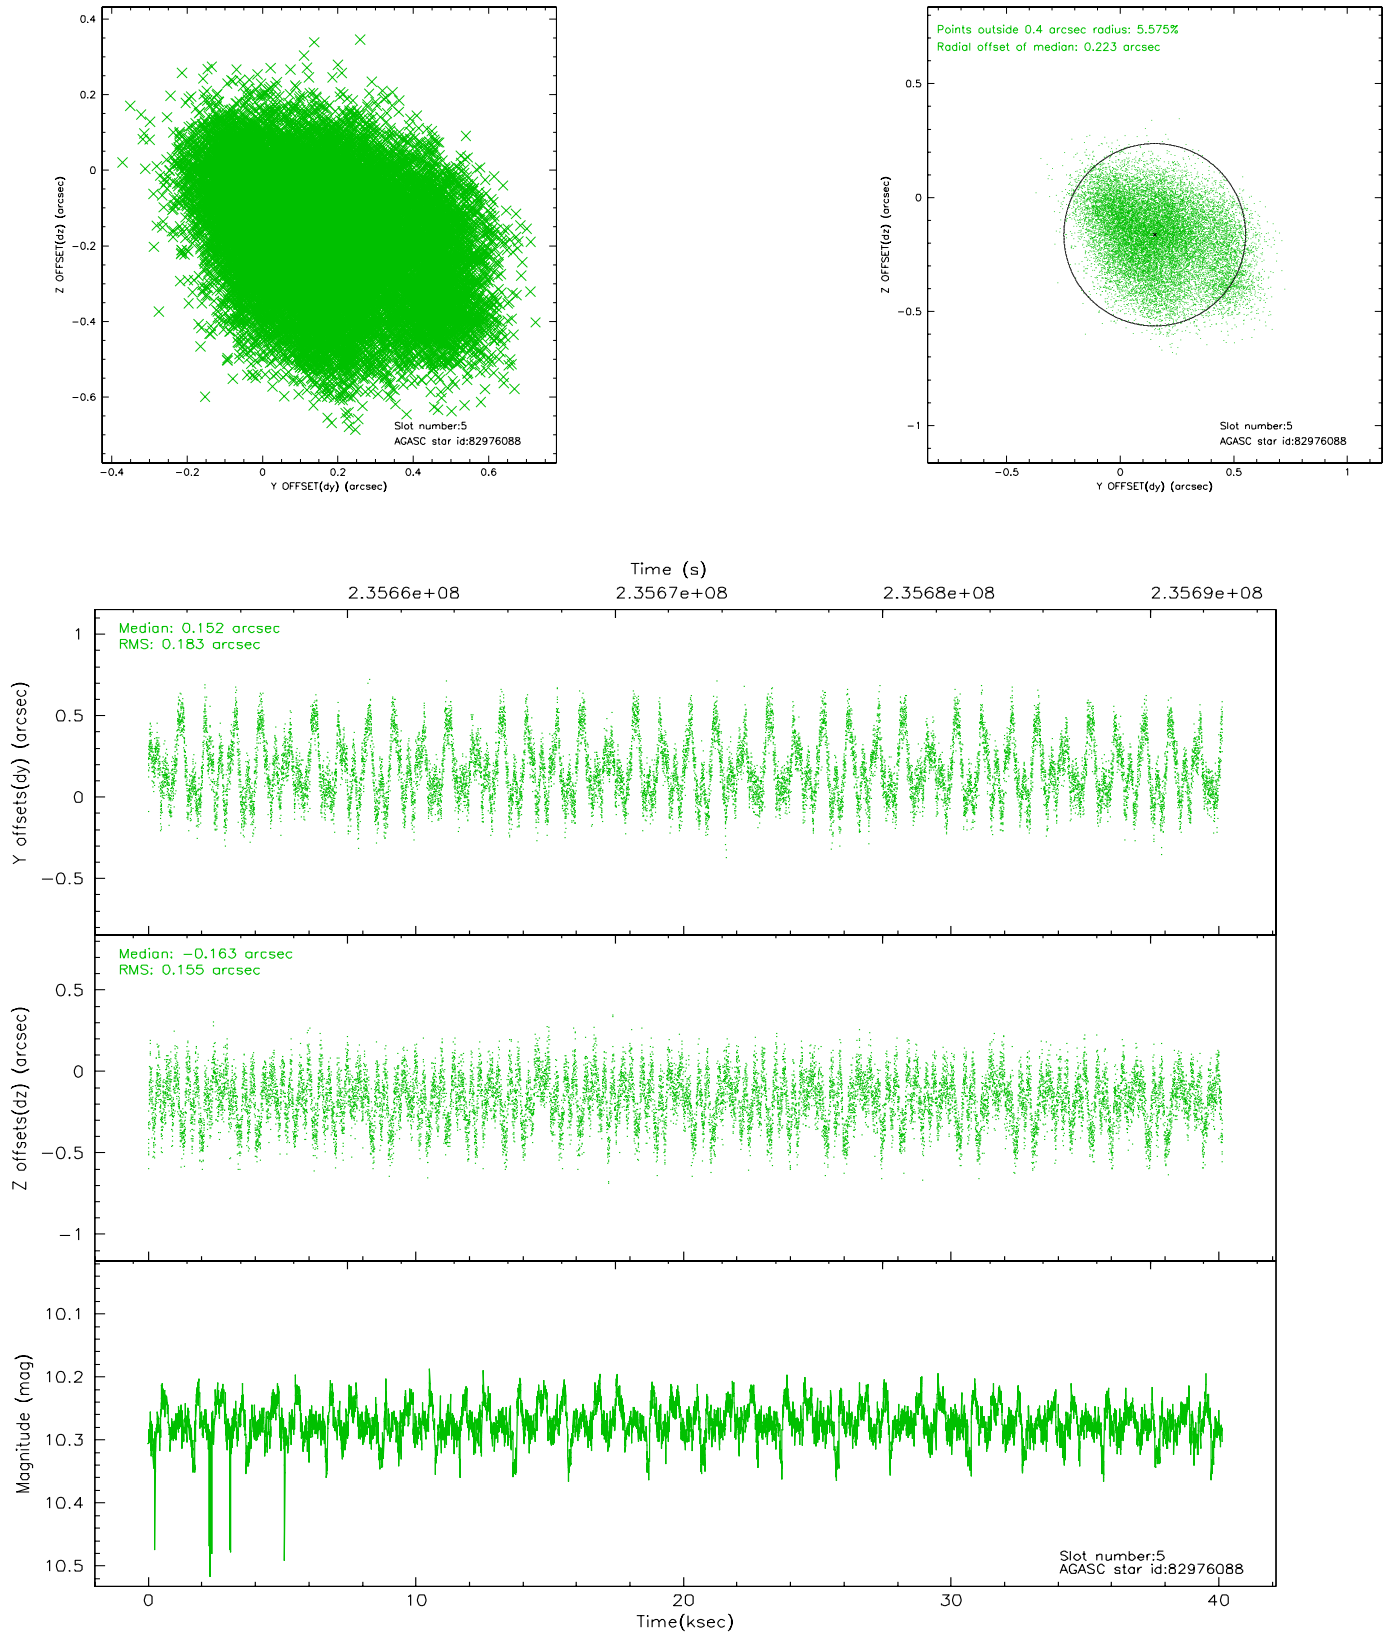 0.4
0.2
0
−0.2
−0.4
−0.6
Z OFFSET(dz) (arcsec)
−0.4 −0.2 0 0.2 0.4 0.6
Y OFFSET(dy) (arcsec)
Slot number:5
AGASC star id:82976088
Points outside 0.4 arcsec radius: 5.575%
Radial offset of median: 0.223 arcsec
0.5
0
−0.5
−1
Z OFFSET(dz) (arcsec)
−0.5 0 0.5 1
Y OFFSET(dy) (arcsec)
Slot number:5
AGASC star id:82976088
Time (s)
2.3566e+08 2.3567e+08 2.3568e+08 2.3569e+08
Median: 0.152 arcsec
RMS: 0.183 arcsec
1
0.5
0
−0.5
Y offsets(dy) (arcsec)
Median: −0.163 arcsec
RMS: 0.155 arcsec
0.5
0
−0.5
−1
Z offsets(dz) (arcsec)
10.1
10.2
10.3
10.4
10.5
Magnitude (mag)
Slot number:5
AGASC star id:82976088
0 10 20 30 40
Time(ksec)